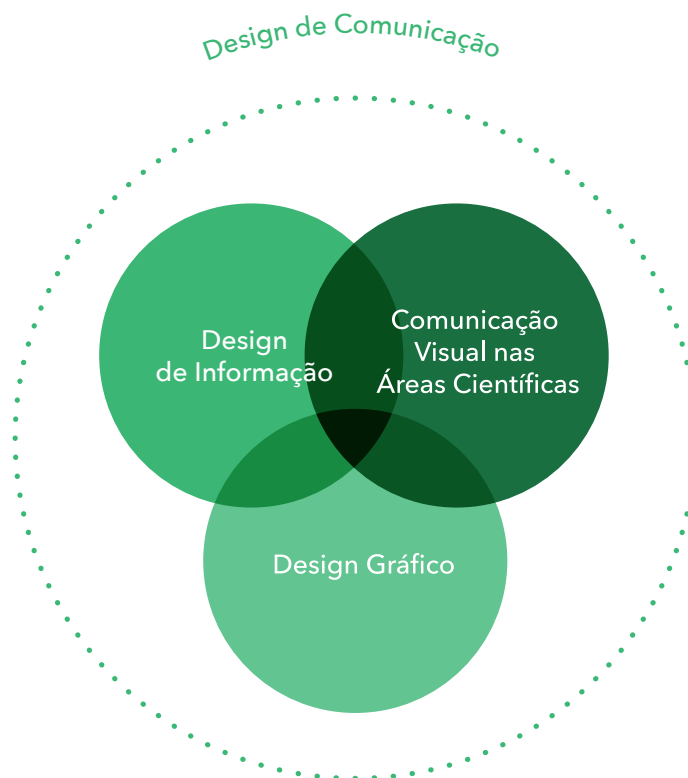 Design de Comunicação
Design
de Informação
Comunicação
Visual nas
Áreas Científicas
Design Gráfico